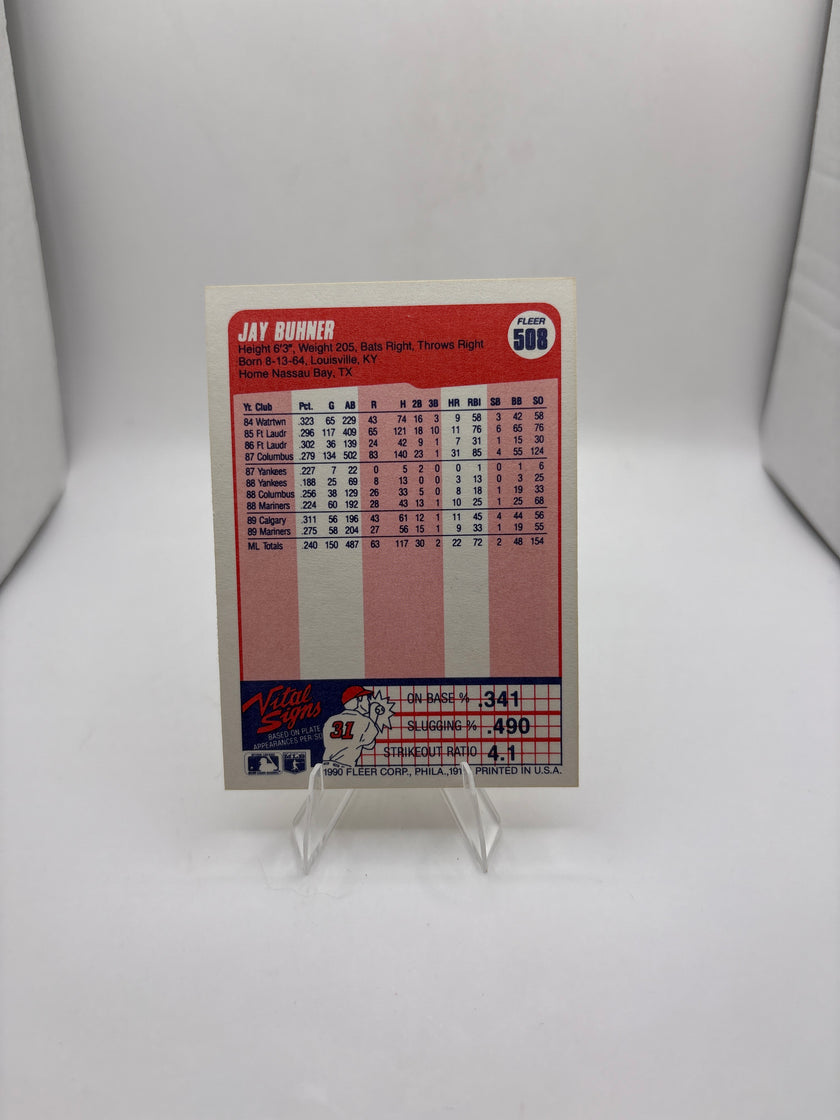 JAY BUHNER
FLEER
508
Height 6'3", Weight 205, Bats Right, Throws Right
Born 8-13-64, Louisville, KY
Home Nassau Bay, TX
Yr. Club Pct. G AB R H 2B 3B HR RBI SB BB SO
84 Watrtwn .323 65 229 43 74 16 3 9 58 3 42 58
85 Ft Laudr .296 117 409 65 121 18 10 11 76 6 65 76
86 Ft Laudr .302 36 139 24 42 9 1 7 31 1 15 30
87 Columbus .279 134 502 83 140 23 1 31 85 4 55 124
87 Yankees .227 7 22 0 5 2 0 0 1 0 1 6
88 Yankees .188 25 69 8 13 0 0 3 13 0 3 25
88 Columbus .256 38 129 26 33 5 0 8 18 1 19 33
88 Mariners .224 60 192 28 43 13 1 10 25 1 25 68
89 Calgary .311 56 196 43 61 12 1 11 45 4 44 56
89 Mariners .275 58 204 27 56 15 1 9 33 1 19 55
ML Totals .240 150 487 63 117 30 2 22 72 2 48 154
Vital Signs
BASED ON PLATE
APPEARANCES PER SO
31
ON BASE % .341
SLUGGING % .490
STRIKEOUT RATIO 4.1
1990 FLEER CORP., PHILA., PRINTED IN U.S.A.